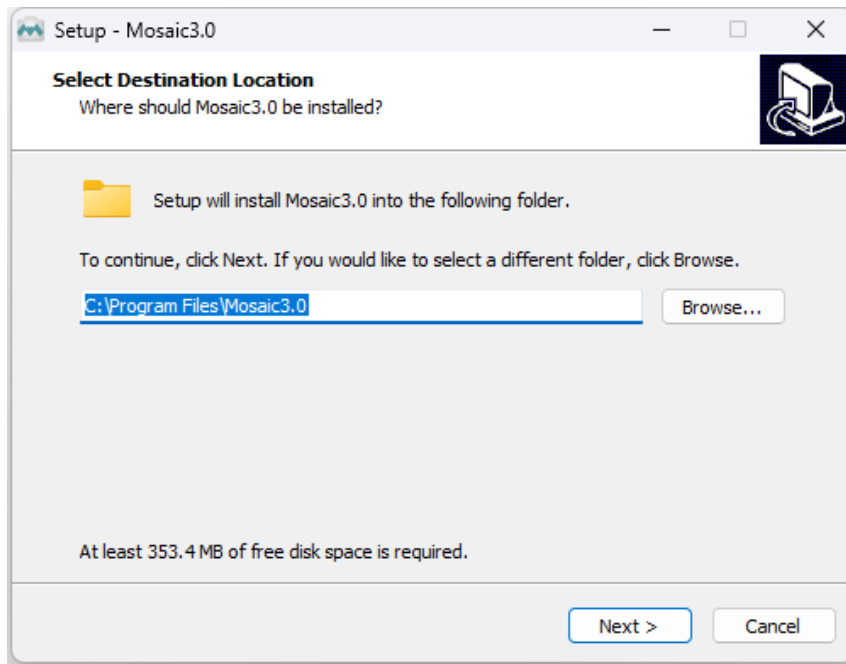 Setup - Mosaic3.0
Select Destination Location
Where should Mosaic3.0 be installed?
Setup will install Mosaic3.0 into the following folder.
To continue, click Next. If you would like to select a different folder, click Browse.
C:\Program Files\Mosaic3.0
Browse...
At least 353.4 MB of free disk space is required.
Next >
Cancel